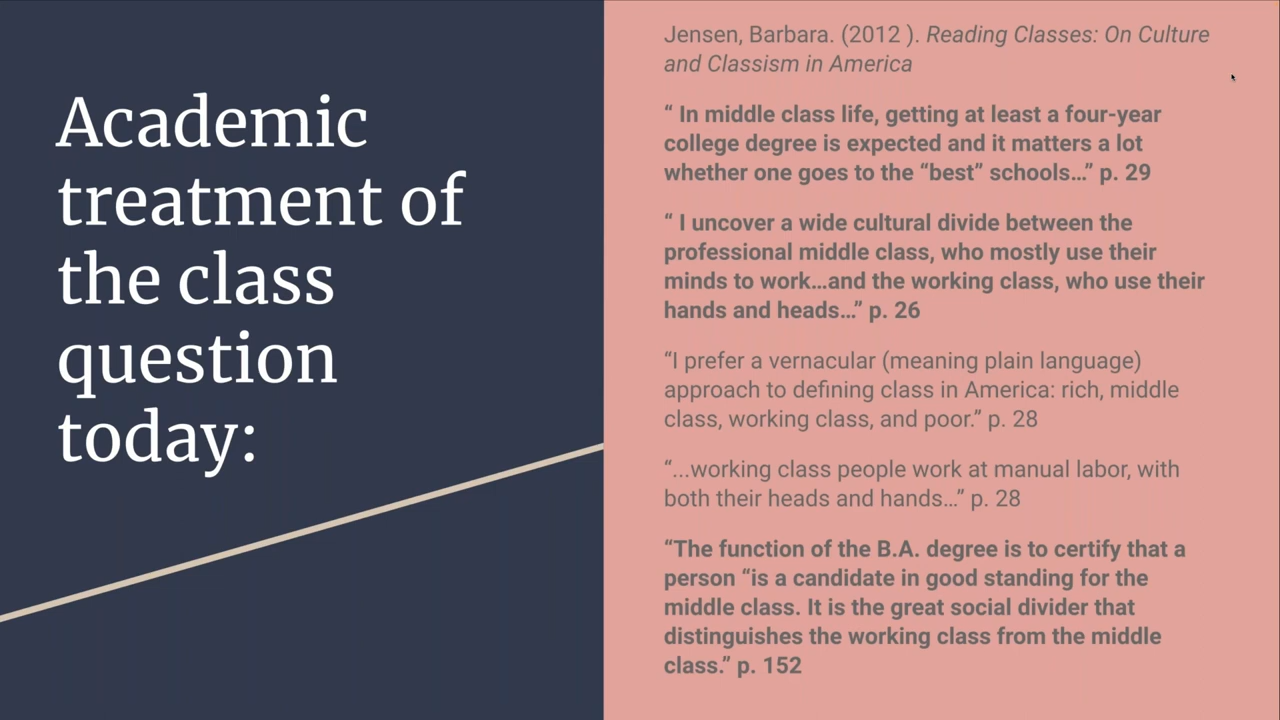 Academic
treatment of
the class
question
today:
Jensen, Barbara. (2012 ). Reading Classes: On Culture
and Classism in America
“ In middle class life, getting at least a four-year
college degree is expected and it matters a lot
whether one goes to the “best” schools…” p. 29
“ I uncover a wide cultural divide between the
professional middle class, who mostly use their
minds to work…and the working class, who use their
hands and heads…” p. 26
“I prefer a vernacular (meaning plain language)
approach to defining class in America: rich, middle
class, working class, and poor.” p. 28
“...working class people work at manual labor, with
both their heads and hands…” p. 28
“The function of the B.A. degree is to certify that a
person “is a candidate in good standing for the
middle class. It is the great social divider that
distinguishes the working class from the middle
class.” p. 152